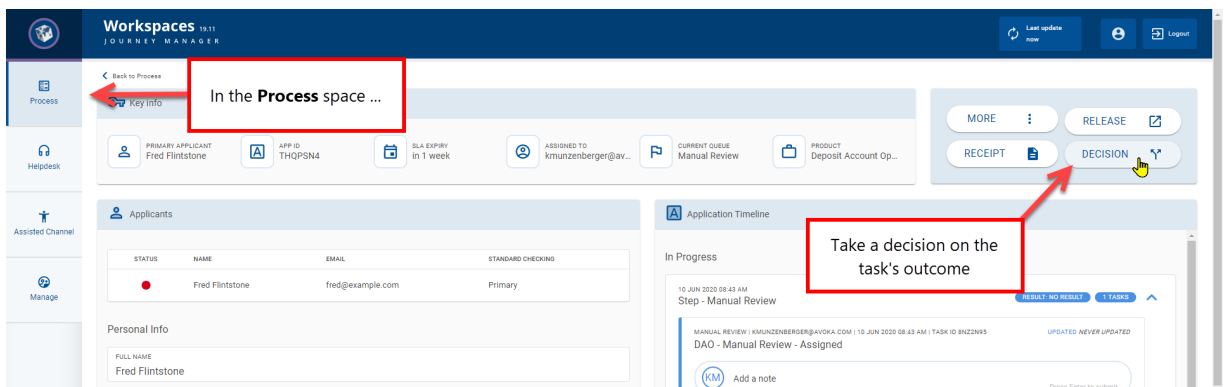 Workspaces 19.11
JOURNEY MANAGER
Last update
now
Logout
Process
Helpdesk
Assisted Channel
Manage
Back to Process
Key info
In the Process space ...
PRIMARY APPLICANT
Fred Flintstone
APP ID
THQPSN4
SLA EXPIRY
in 1 week
ASSIGNED TO
kmunzenberger@av...
CURRENT QUEUE
Manual Review
PRODUCT
Deposit Account Op...
MORE
RELEASE
RECEIPT
DECISION
Take a decision on the
task's outcome
Applicants
STATUS NAME EMAIL STANDARD CHECKING
Fred Flintstone fred@example.com Primary
Personal Info
FULL NAME
Fred Flintstone
Application Timeline
In Progress
10 JUN 2020 08:43 AM
Step - Manual Review
RESULT: NO RESULT
1 TASKS
MANUAL REVIEW | KMUNZENBERGER@AVOKA.COM | 10 JUN 2020 08:43 AM | TASK ID 8NZ2N95
UPDATED NEVER UPDATED
DAO - Manual Review - Assigned
KM
Add a note
Press Enter to submit